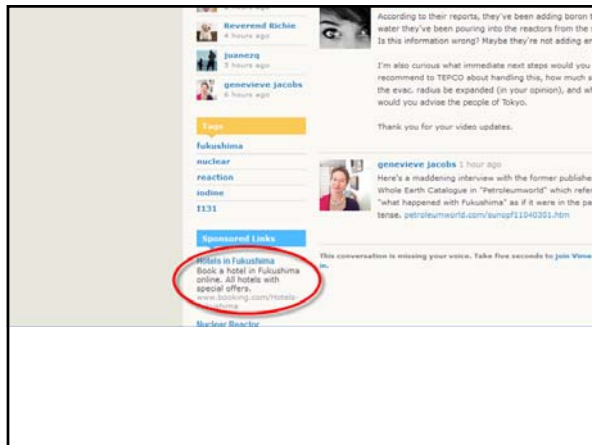 Reverend Richie
juanezq
5 hours ago
genevieve jacobs
6 hours ago
Tags
fukushima
nuclear
reaction
iodine
I131
Sponsored Links
Hotels in Fukushima
Book a hotel in Fukushima
online. All hotels with
special offers.
www.booking.com/Hotels-
Fukushima
Nuclear Reactor
According to their reports, they've been adding boron t
water they've been pouring into the reactors from the s
Is this information wrong? Maybe they're not adding en
I'm also curious what immediate next steps would you
recommend to TEPCO about handling this, how much s
the evac. radius be expanded (in your opinion), and wh
would you advise the people of Tokyo.
Thank you for your video updates.
genevieve jacobs 1 hour ago
Here's a maddening interview with the former publishe
Whole Earth Catalogue in "Petroleumworld" which refer
"what happened with Fukushima" as if it were in the pa
tense. petroleumworld.com/sunopf11040301.htm
This conversation is missing your voice. Take five seconds to join Vime
in.